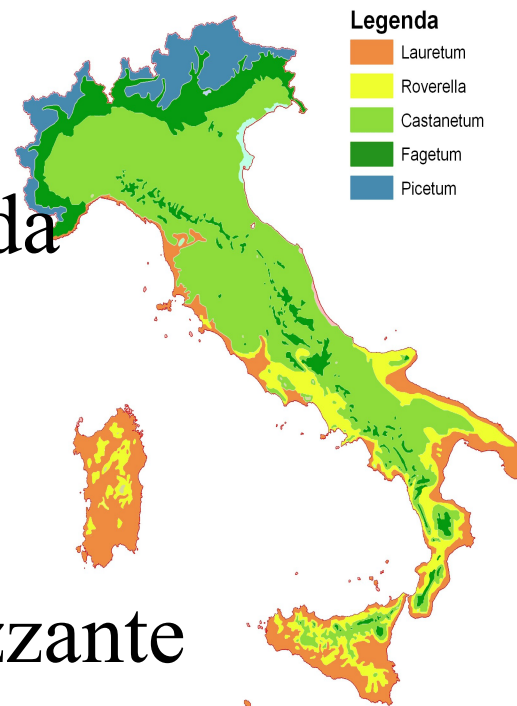 Legenda
Lauretum
Roverella
Castanetum
Fagetum
Picetum
da
zzante